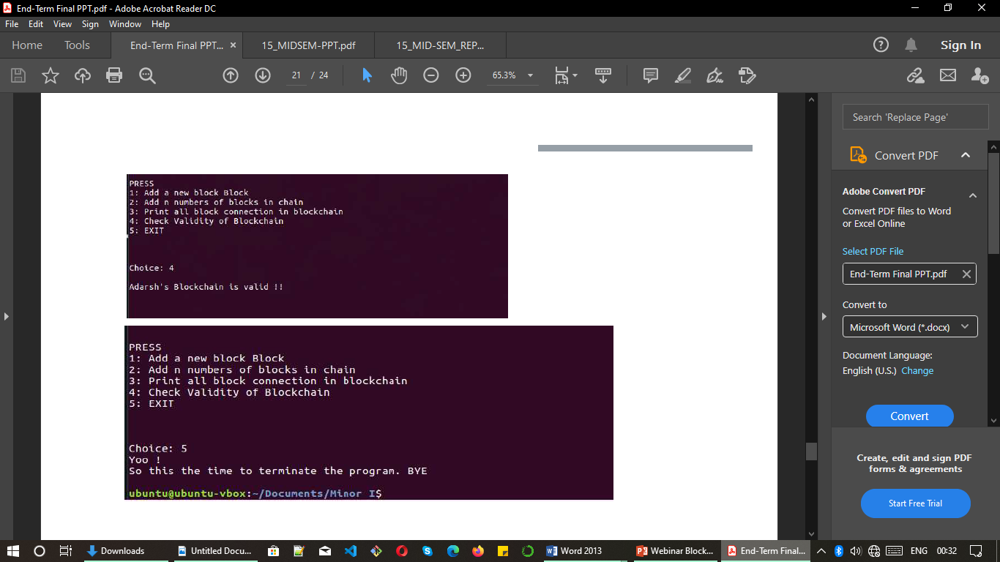 End-Term Final PPT.pdf - Adobe Acrobat Reader DC
File Edit View Sign Window Help
Home Tools End-Term Final PPT... × 15_MIDSEM-PPT.pdf 15_MID-SEM_REP... Sign In
21 / 24 65.3%
Search 'Replace Page'
Convert PDF
Adobe Convert PDF
Convert PDF files to Word
or Excel Online
Select PDF File
End-Term Final PPT.pdf
Convert to
Microsoft Word (*.docx)
Document Language:
English (U.S.) Change
Convert
Create, edit and sign PDF
forms & agreements
Start Free Trial
PRESS
1: Add a new block Block
2: Add n numbers of blocks in chain
3: Print all block connection in blockchain
4: Check Validity of Blockchain
5: EXIT
Choice: 4
Adarsh's Blockchain is valid !!
PRESS
1: Add a new block Block
2: Add n numbers of blocks in chain
3: Print all block connection in blockchain
4: Check Validity of Blockchain
5: EXIT
Choice: 5
Yoo !
So this the time to terminate the program. BYE
ubuntu@ubuntu-vbox:~/Documents/Minor I$
Downloads Untitled Docu... Word 2013 Webinar Block... End-Term Final... ENG 00:32